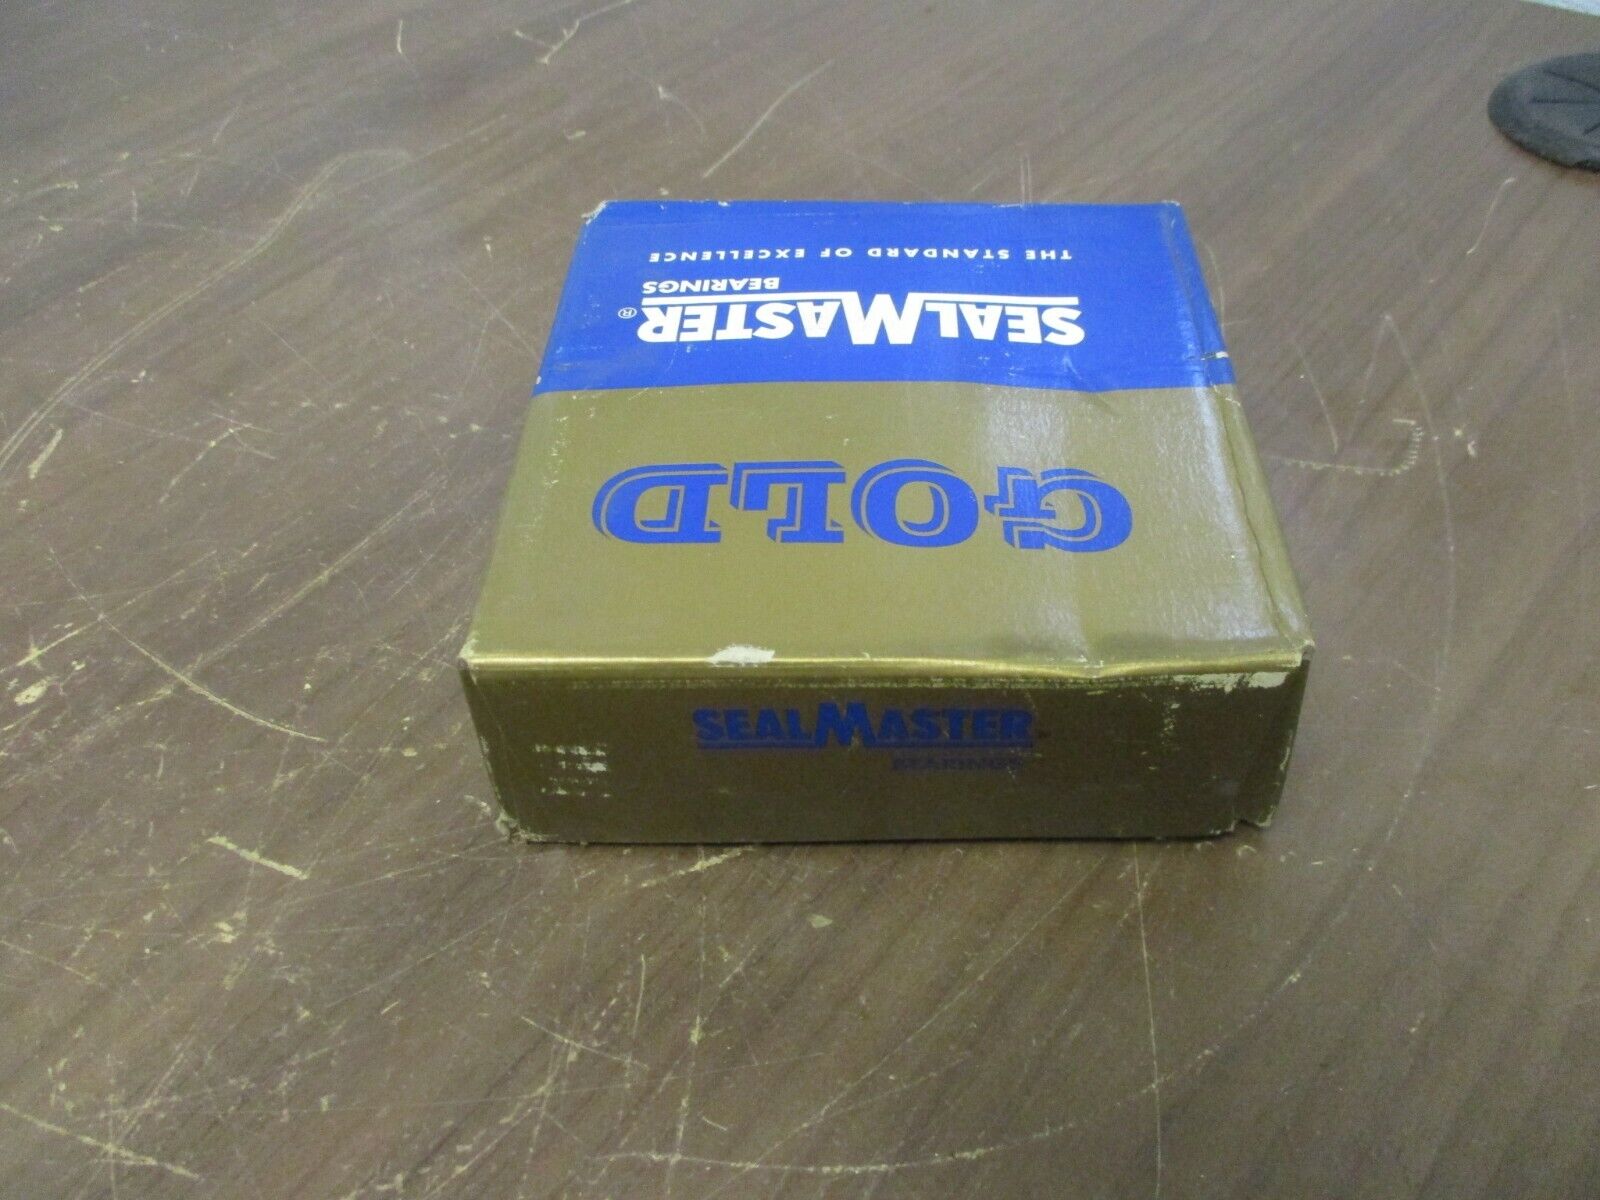 SEALMASTER®
BEARINGS
THE STANDARD OF EXCELLENCE
GOLD
SEALMASTER
BEARINGS